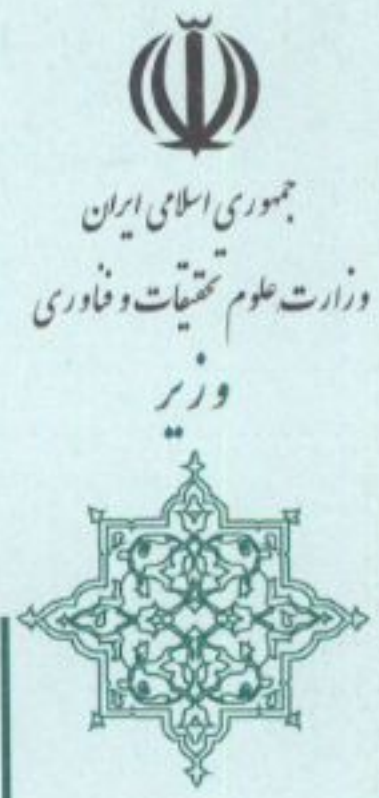 جمهوری اسلامی ایران
وزارت علوم تحقیقات و فناوری
وزیر